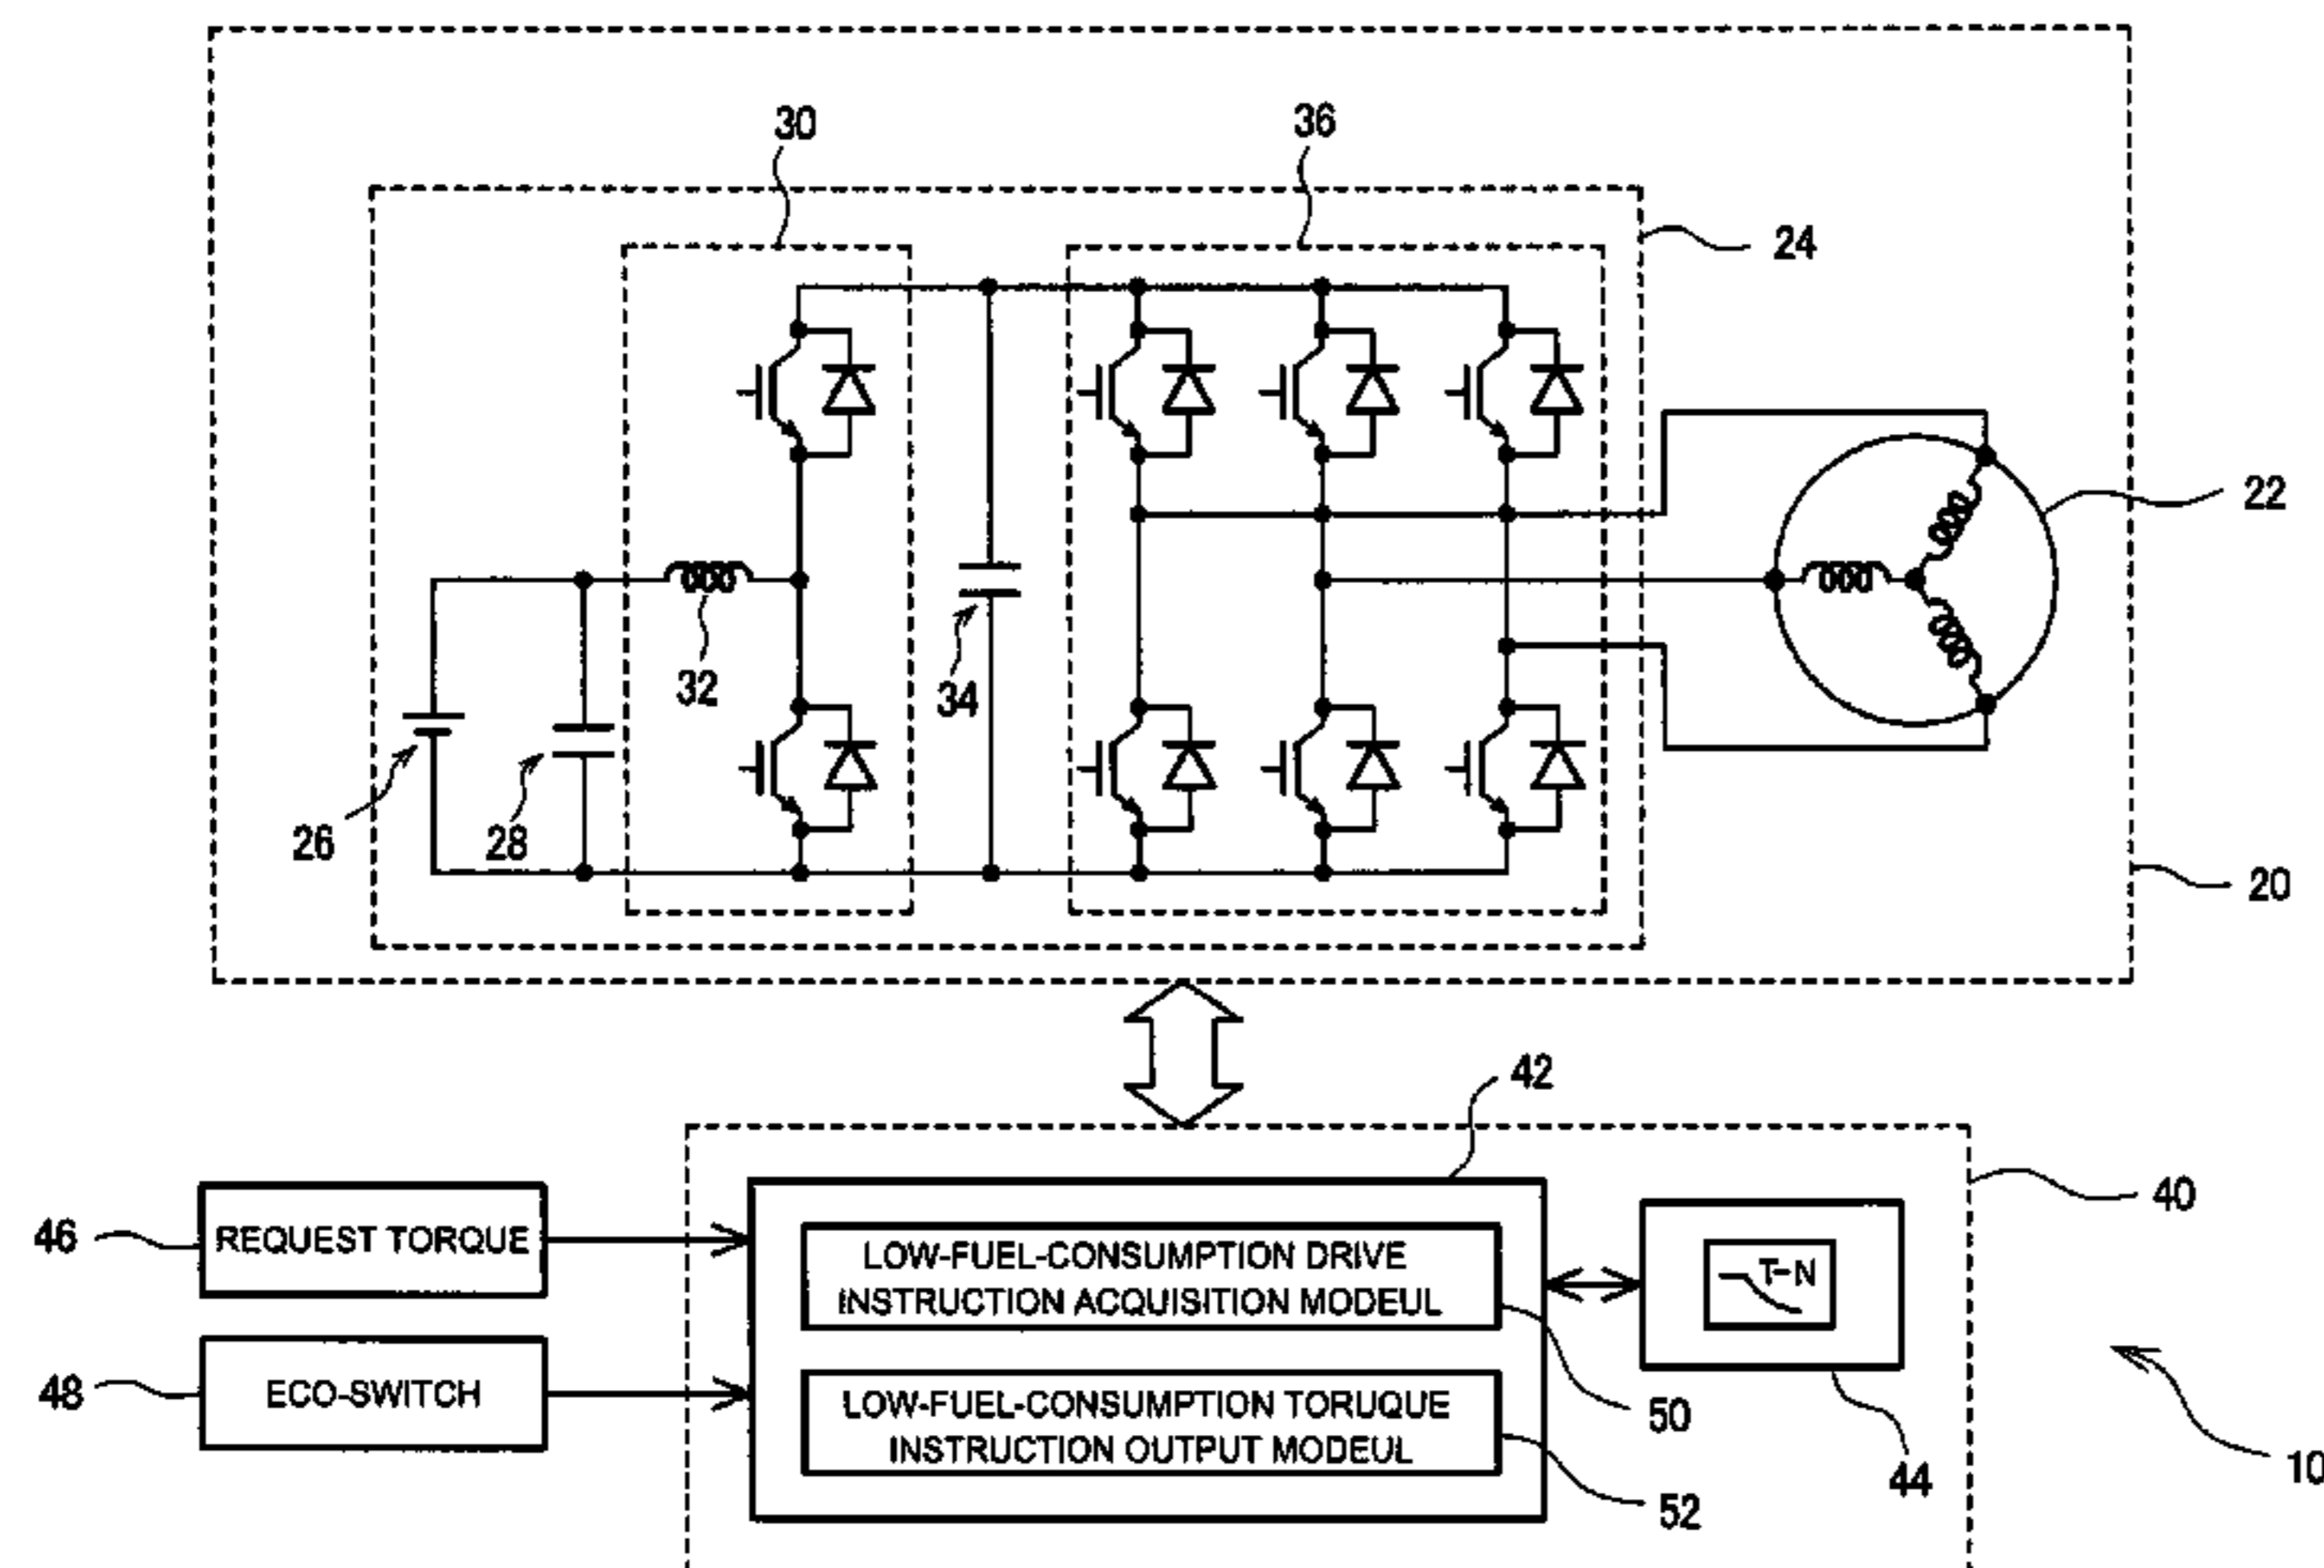 30
36
24
22
32
34
26
28
20
42
40
46
REQUEST TORQUE
LOW-FUEL-CONSUMPTION DRIVE
INSTRUCTION ACQUISITION MODEUL
T-N
48
ECO-SWITCH
LOW-FUEL-CONSUMPTION TORUQUE
INSTRUCTION OUTPUT MODEUL
50
44
10
52